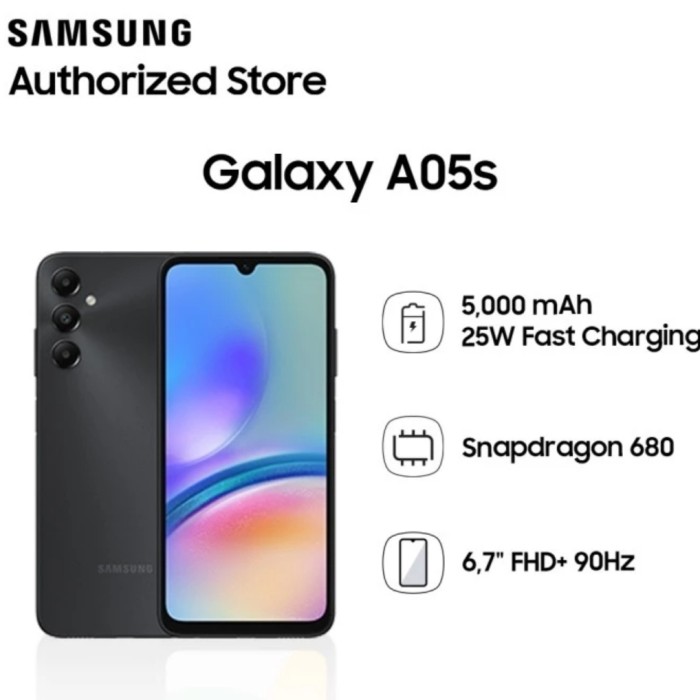 SAMSUNG
Authorized Store
Galaxy A05s
5,000 mAh
25W Fast Charging
Snapdragon 680
6,7" FHD+ 90Hz
SAMSUNG